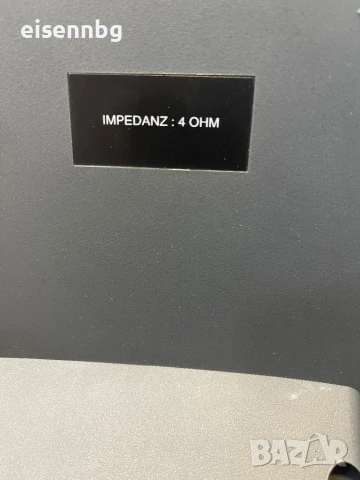 eisennbg
IMPEDANZ : 4 OHM
BAZAR